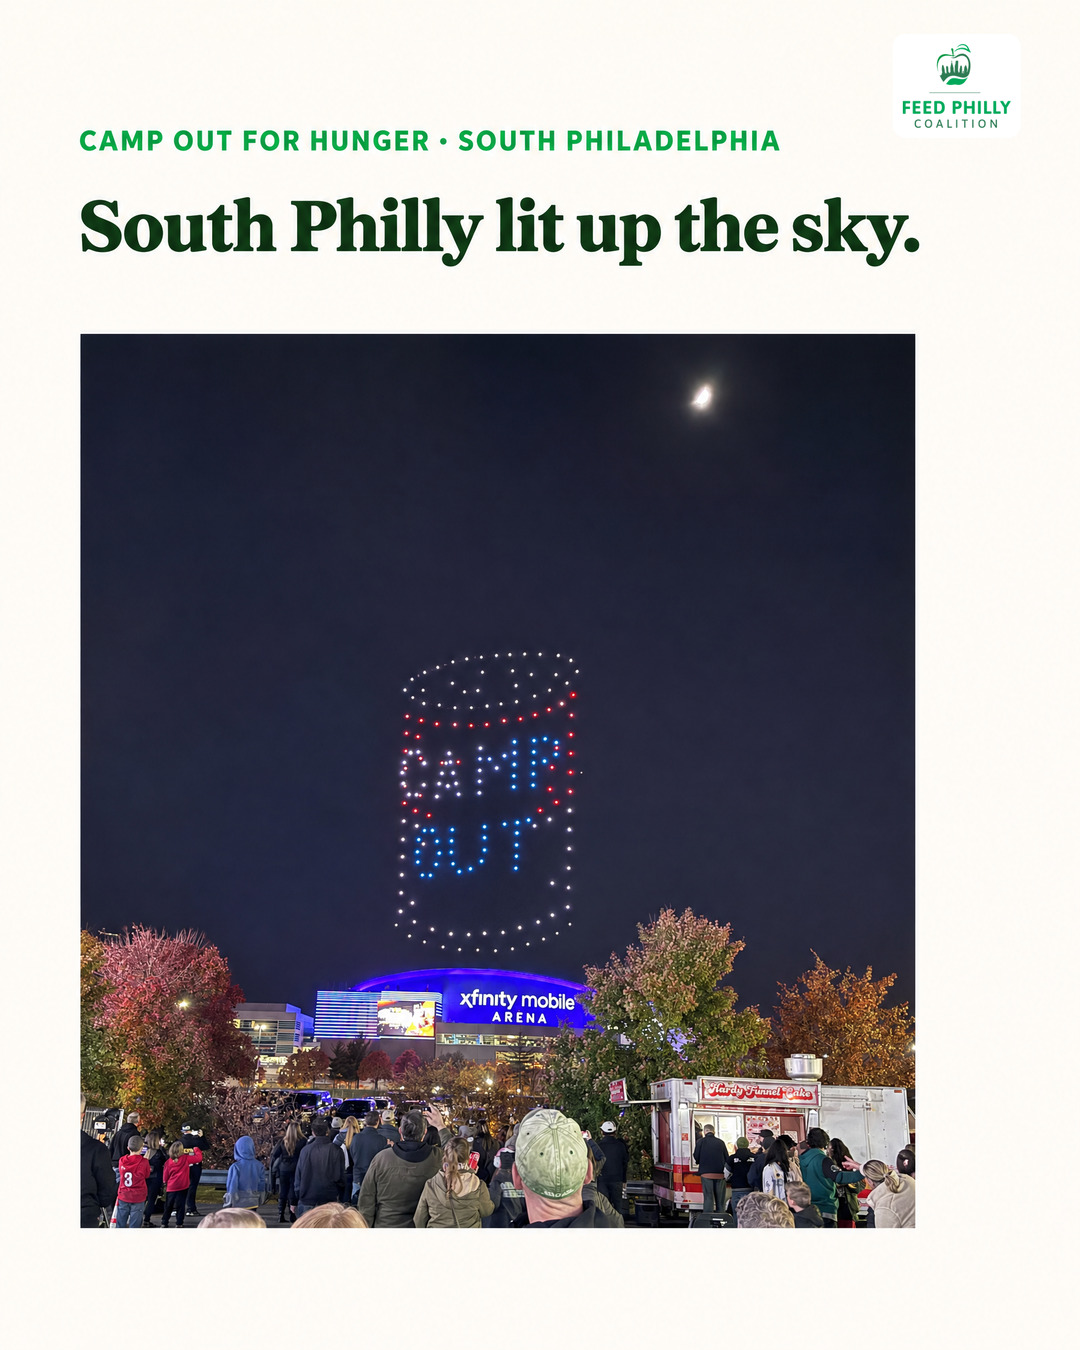 FEED PHILLY
COALITION
CAMP OUT FOR HUNGER • SOUTH PHILADELPHIA
South Philly lit up the sky.
CAMP
OUT
xfinity mobile
ARENA
Hardy Funnel Cake
3